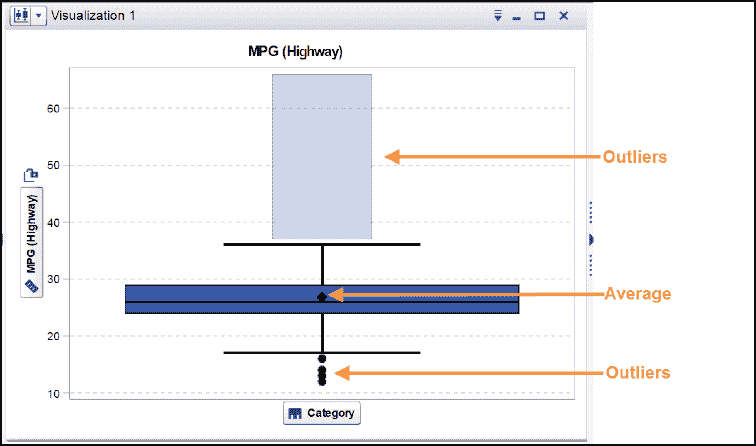 Visualization 1
MPG (Highway)
60
50
40
30
20
10
MPG (Highway)
Category
Outliers
Average
Outliers